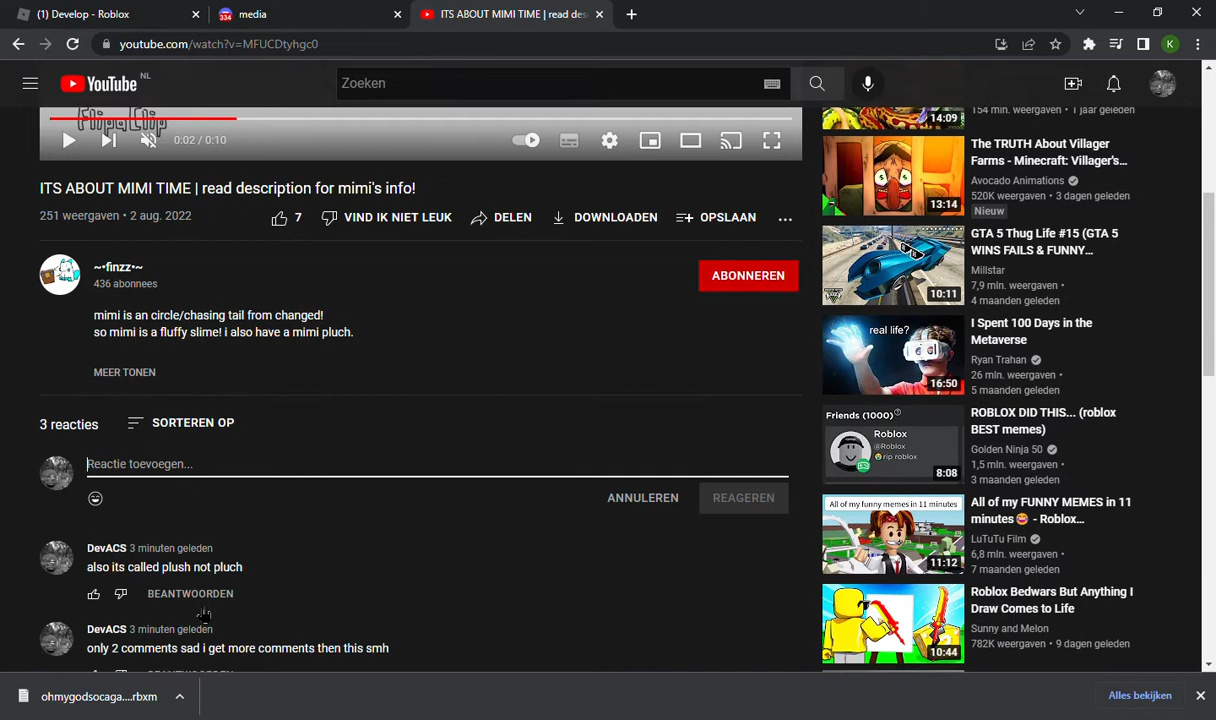 (1) Develop - Roblox
334
media
ITS ABOUT MIMI TIME | read des
youtube.com/watch?v=MFUCDtyhgc0
K
YouTube NL
Zoeken
FlipaClip
0:02 / 0:10
ITS ABOUT MIMI TIME | read description for mimi's info!
251 weergaven • 2 aug. 2022
7
VIND IK NIET LEUK
DELEN
DOWNLOADEN
OPSLAAN
~•finzz•~
436 abonnees
ABONNEREN
mimi is an circle/chasing tail from changed!
so mimi is a fluffy slime! i also have a mimi pluch.
MEER TONEN
3 reacties
SORTEREN OP
Reactie toevoegen...
ANNULEREN
REAGEREN
DevACS 3 minuten geleden
also its called plush not pluch
BEANTWOORDEN
DevACS 3 minuten geleden
only 2 comments sad i get more comments then this smh
14:09
154 mln. weergaven • 1 jaar geleden
13:14
The TRUTH About Villager
Farms - Minecraft: Villager's…
Avocado Animations
520K weergaven • 3 dagen geleden
Nieuw
10:11
GTA 5 Thug Life #15 (GTA 5
WINS FAILS & FUNNY…
Millstar
7,9 mln. weergaven •
4 maanden geleden
real life?
16:50
I Spent 100 Days in the
Metaverse
Ryan Trahan
26 mln. weergaven •
5 maanden geleden
Friends (1000)
Roblox
@Roblox
rip roblox
8:08
ROBLOX DID THIS... (roblox
BEST memes)
Golden Ninja 50
1,5 mln. weergaven •
3 maanden geleden
All of my funny memes in 11 minutes
11:12
All of my FUNNY MEMES in 11
minutes😅 - Roblox…
LuTuTu Film
6,8 mln. weergaven •
7 maanden geleden
10:44
Roblox Bedwars But Anything I
Draw Comes to Life
Sunny and Melon
782K weergaven • 9 dagen geleden
ohmygodsocaga....rbxm
Alles bekijken